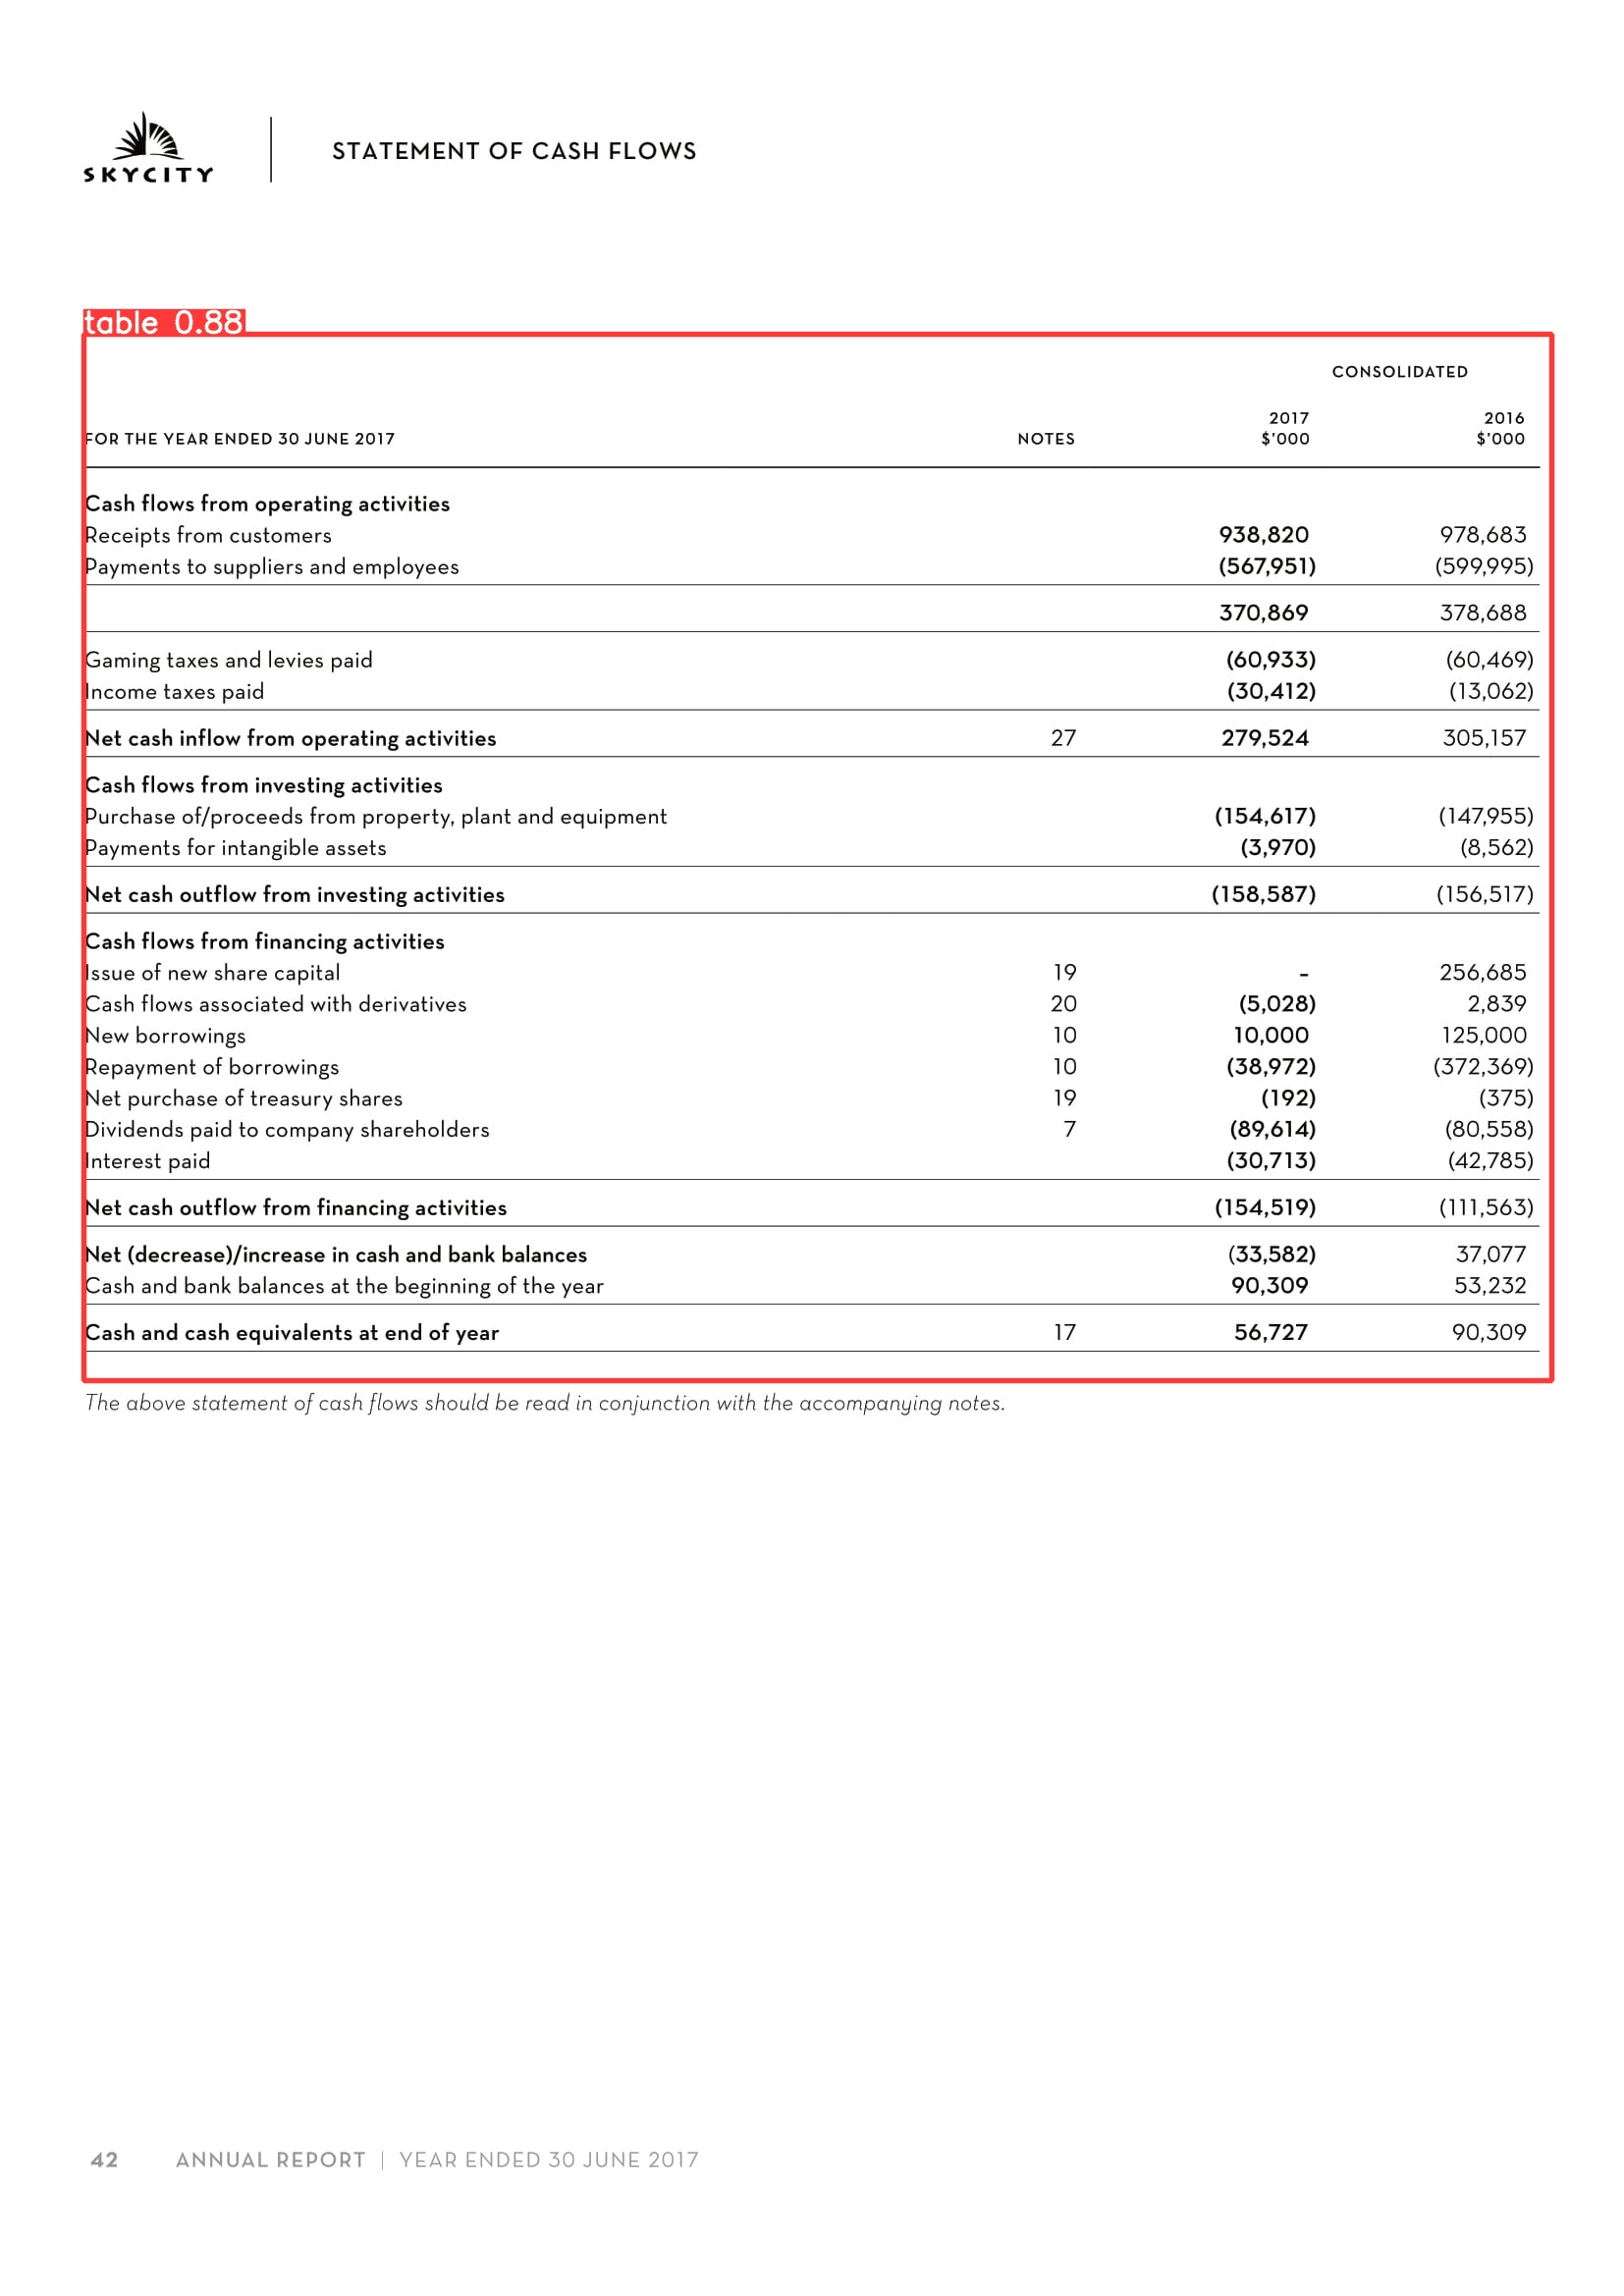 SKYCITY
STATEMENT OF CASH FLOWS
table 0.88
CONSOLIDATED
FOR THE YEAR ENDED 30 JUNE 2017 NOTES 2017 $'000 2016 $'000
Cash flows from operating activities
Receipts from customers 938,820 978,683
Payments to suppliers and employees (567,951) (599,995)
370,869 378,688
Gaming taxes and levies paid (60,933) (60,469)
Income taxes paid (30,412) (13,062)
Net cash inflow from operating activities 27 279,524 305,157
Cash flows from investing activities
Purchase of/proceeds from property, plant and equipment (154,617) (147,955)
Payments for intangible assets (3,970) (8,562)
Net cash outflow from investing activities (158,587) (156,517)
Cash flows from financing activities
Issue of new share capital 19 - 256,685
Cash flows associated with derivatives 20 (5,028) 2,839
New borrowings 10 10,000 125,000
Repayment of borrowings 10 (38,972) (372,369)
Net purchase of treasury shares 19 (192) (375)
Dividends paid to company shareholders 7 (89,614) (80,558)
Interest paid (30,713) (42,785)
Net cash outflow from financing activities (154,519) (111,563)
Net (decrease)/increase in cash and bank balances (33,582) 37,077
Cash and bank balances at the beginning of the year 90,309 53,232
Cash and cash equivalents at end of year 17 56,727 90,309
The above statement of cash flows should be read in conjunction with the accompanying notes.
42 ANNUAL REPORT | YEAR ENDED 30 JUNE 2017